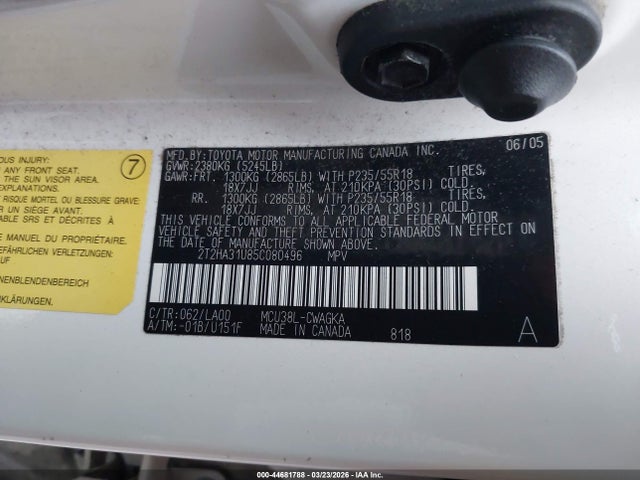 US INJURY:
ANY FRONT SEAT.
THE SUN VISOR AREA.
EXPLANATIONS.
RISQUE MORTEL OU BLESSURE GRAVE:
UN SIÈGE AVANT.
TABLE SRS ET DIRECTIVES
E MANUEL DU PROPRIÉTAIRE.
GEFÄHRLICHEN VERLETZUNGEN:
UF
NENBLENDENBEREICH
7
MFD.BY:TOYOTA MOTOR MANUFACTURING CANADA INC. 06/05
GVWR:2380KG (5245LB)
GAWR:FRT. 1300KG (2865LB) WITH P235/55R18 TIRES,
18X7JJ RIMS, AT 210KPA (30PSI) COLD.
RR. 1300KG (2865LB) WITH P235/55R18 TIRES,
18X7JJ RIMS, AT 210KPA (30PSI) COLD.
THIS VEHICLE CONFORMS TO ALL APPLICABLE FEDERAL MOTOR
VEHICLE SAFETY AND THEFT PREVENTION STANDARDS IN EFFECT ON
THE DATE OF MANUFACTURE SHOWN ABOVE.
2T2HA31U85C080496 MPV
C/TR:062/LA00 MCU38L-CWAGKA
A/TM:-01B/U151F MADE IN CANADA 818 A
000-44681788 - 03/23/2026 - IAA Inc.